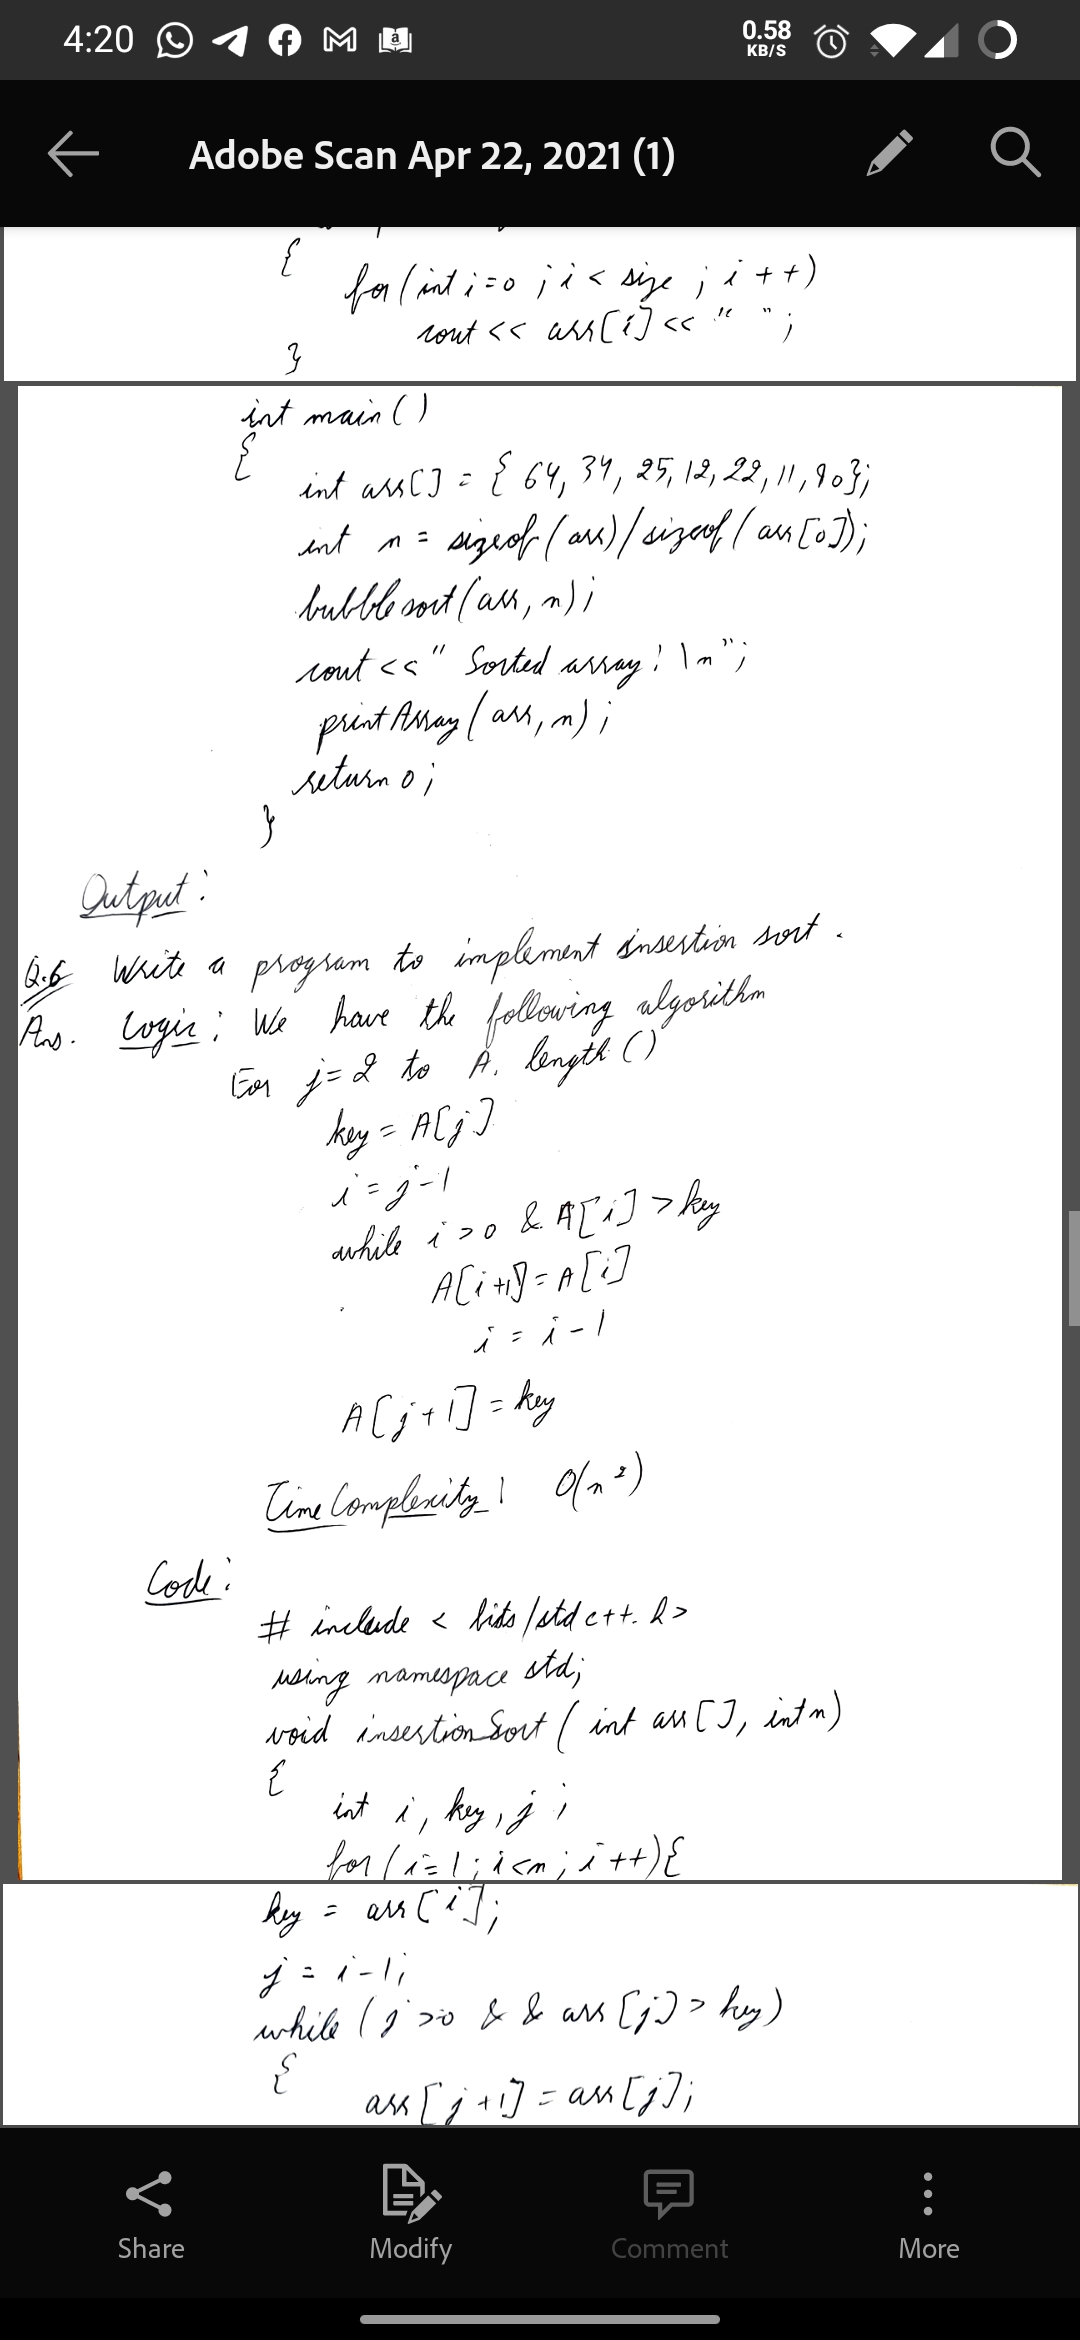 4:20
0.58
KB/S
Adobe Scan Apr 22, 2021 (1)
{
for(int i=0 ; i < size ; i++)
cout << arr[i] << " ";
}
int main()
{
int arr[] = { 64, 34, 25, 12, 22, 11, 90};
int n = sizeof(arr)/sizeof(arr[0]);
bubblesort(arr, n);
cout << " Sorted array: \n";
printArray(arr, n);
return 0;
}
Output:
Q.6 Write a program to implement insertion sort.
Ans. Logic: We have the following algorithm
For j=2 to A. length()
key = A[j]
i = j-1
while i>0 & A[i] > key
A[i+1] = A[i]
i = i-1
A[j+1] = key
Time Complexity: O(n²)
Code:
# include < bits/stdc++.h>
using namespace std;
void insertionSort( int arr[], int n)
{
int i, key, j;
for(i=1; i<n; i++){
key = arr[i];
j = i-1;
while (j >=0 && arr[j] > key)
{
arr[j+1] = arr[j];
Share
Modify
Comment
More